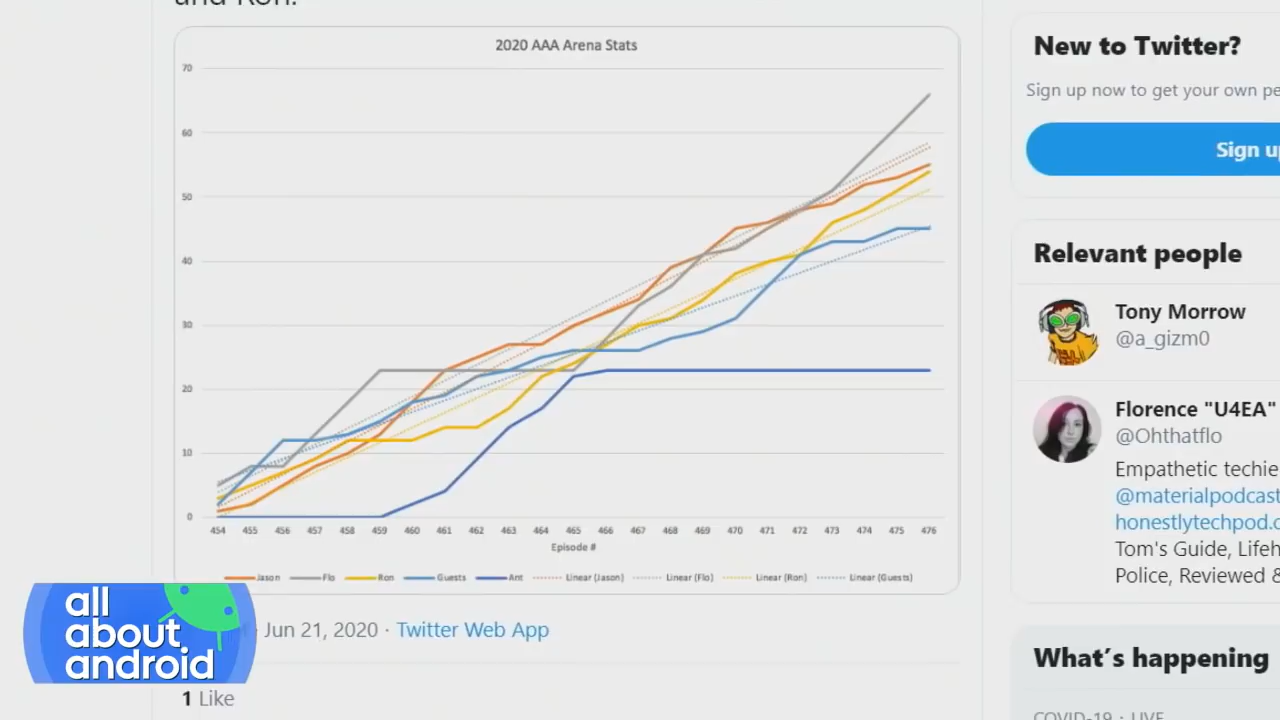 and Ron.
2020 AAA Arena Stats
70
60
50
40
30
20
10
0
454 455 456 457 458 459 460 461 462 463 464 465 466 467 468 469 470 471 472 473 474 475 476
Episode #
Jason Flo Ron Guests Ant Linear (Jason) Linear (Flo) Linear (Ron) Linear (Guests)
· Jun 21, 2020 · Twitter Web App
1 Like
all
about
android
New to Twitter?
Sign up now to get your own pe
Sign u
Relevant people
Tony Morrow
@a_gizm0
Florence "U4EA"
@Ohthatflo
Empathetic techie
@materialpodcast
honestlytechpod.c
Tom's Guide, Lifeh
Police, Reviewed &
What's happening
COVID-19 · LIVE